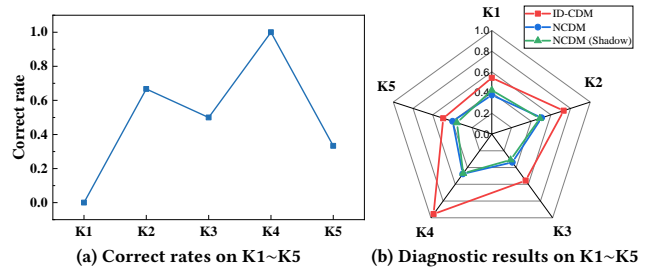 1.0
0.8
0.6
0.4
0.2
0.0
Correct rate
K1 K2 K3 K4 K5
(a) Correct rates on K1~K5
ID-CDM
NCDM
NCDM (Shadow)
K1
1.0
0.8
0.6
0.4
0.2
0.0
K5
K2
K4
K3
(b) Diagnostic results on K1~K5